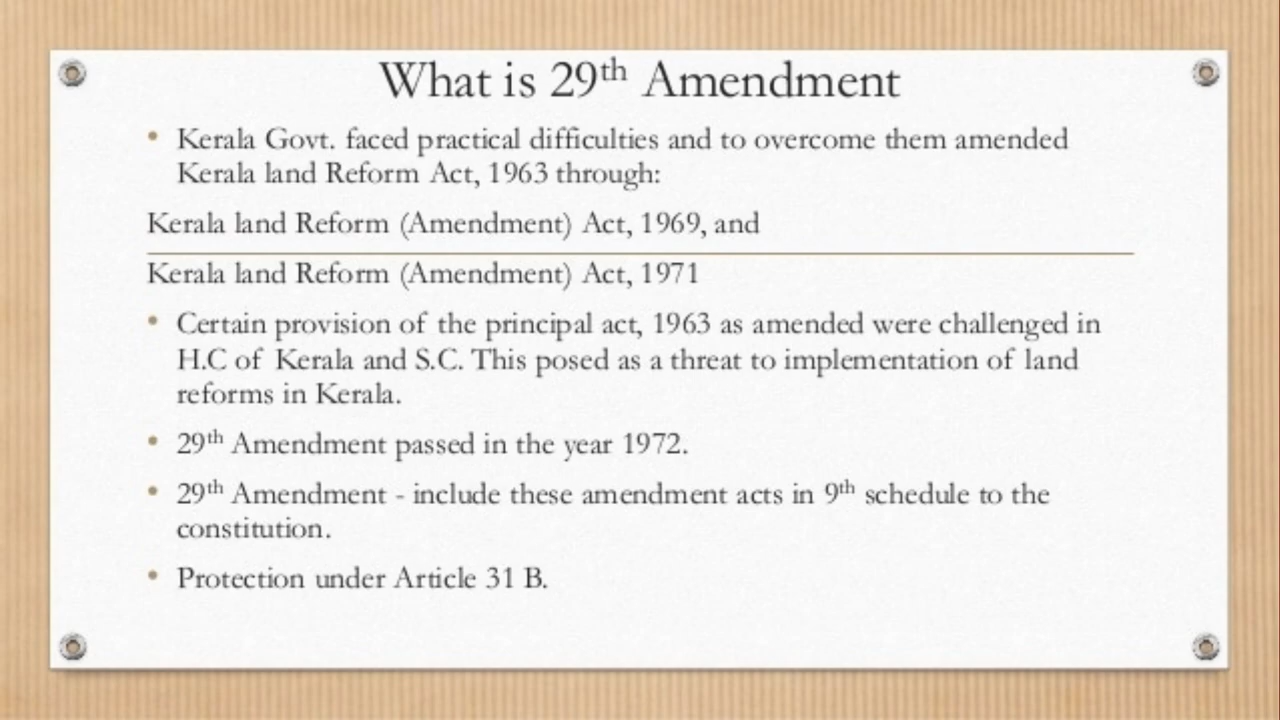 What is 29th Amendment
• Kerala Govt. faced practical difficulties and to overcome them amended
Kerala land Reform Act, 1963 through:
Kerala land Reform (Amendment) Act, 1969, and
Kerala land Reform (Amendment) Act, 1971
• Certain provision of the principal act, 1963 as amended were challenged in
H.C of Kerala and S.C. This posed as a threat to implementation of land
reforms in Kerala.
• 29th Amendment passed in the year 1972.
• 29th Amendment - include these amendment acts in 9th schedule to the
constitution.
• Protection under Article 31 B.